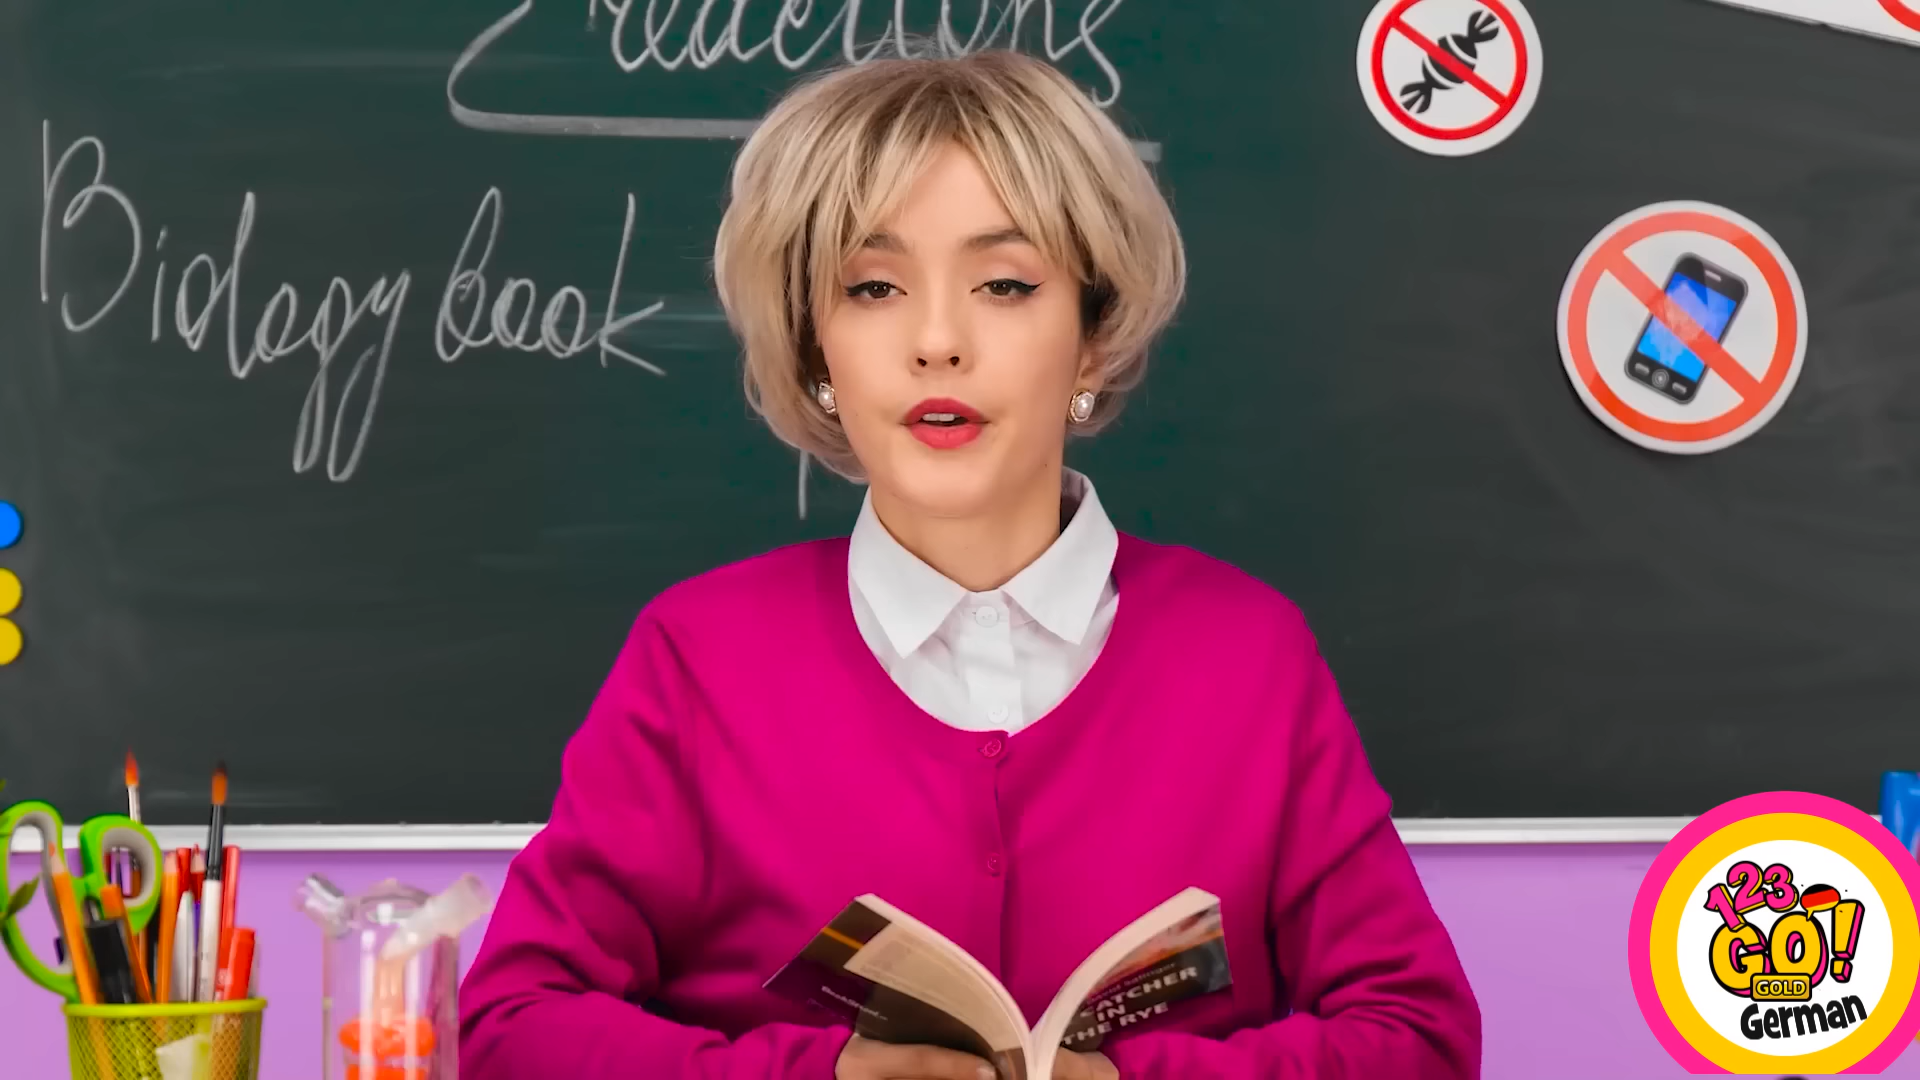 reactions
Biology book
CATCHER
IN
THE RYE
123
GO!
GOLD
German